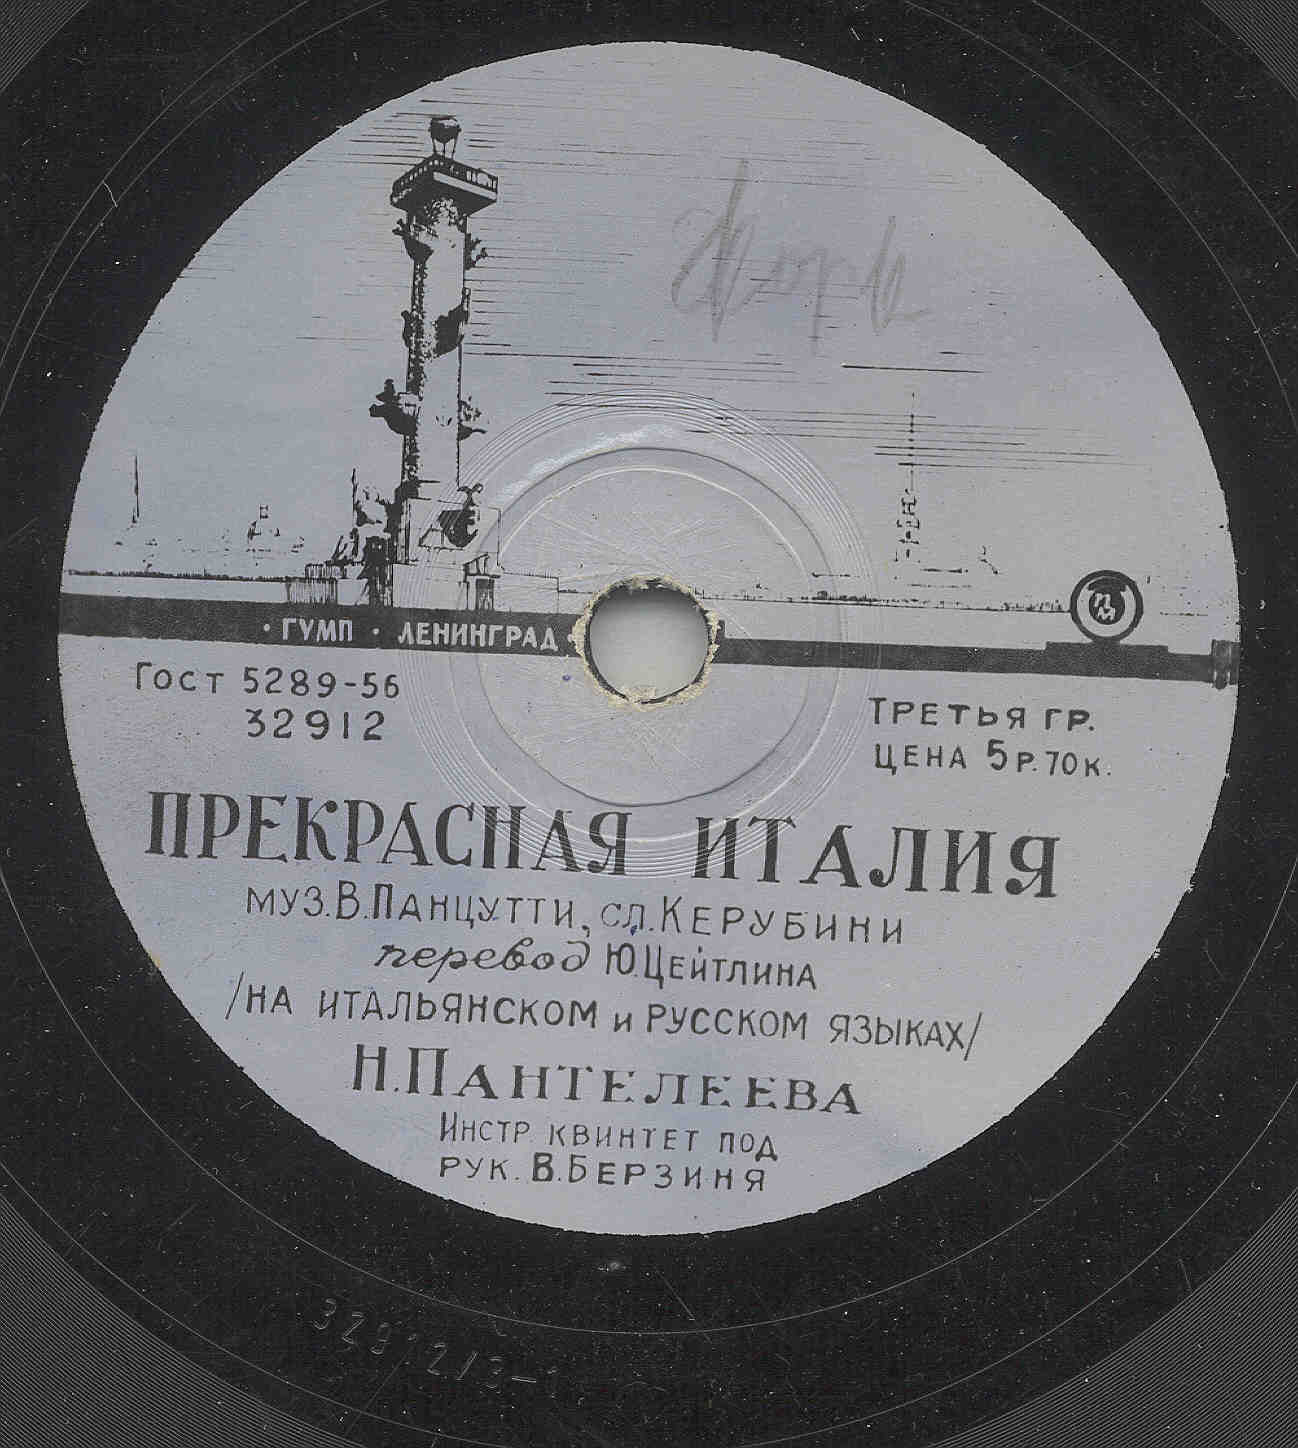 · ГУМП · ЛЕНИНГРАД ·
ПМ
ГОСТ 5289-56
32912
ТРЕТЬЯ ГР.
ЦЕНА 5 Р. 70 К.
ПРЕКРАСНАЯ ИТАЛИЯ
МУЗ. В. ПАНЦУТТИ, СЛ. КЕРУБИНИ
перевод Ю. ЦЕЙТЛИНА
/НА ИТАЛЬЯНСКОМ и РУССКОМ ЯЗЫКАХ/
Н. ПАНТЕЛЕЕВА
ИНСТР. КВИНТЕТ ПОД
РУК. В. БЕРЗИНЯ